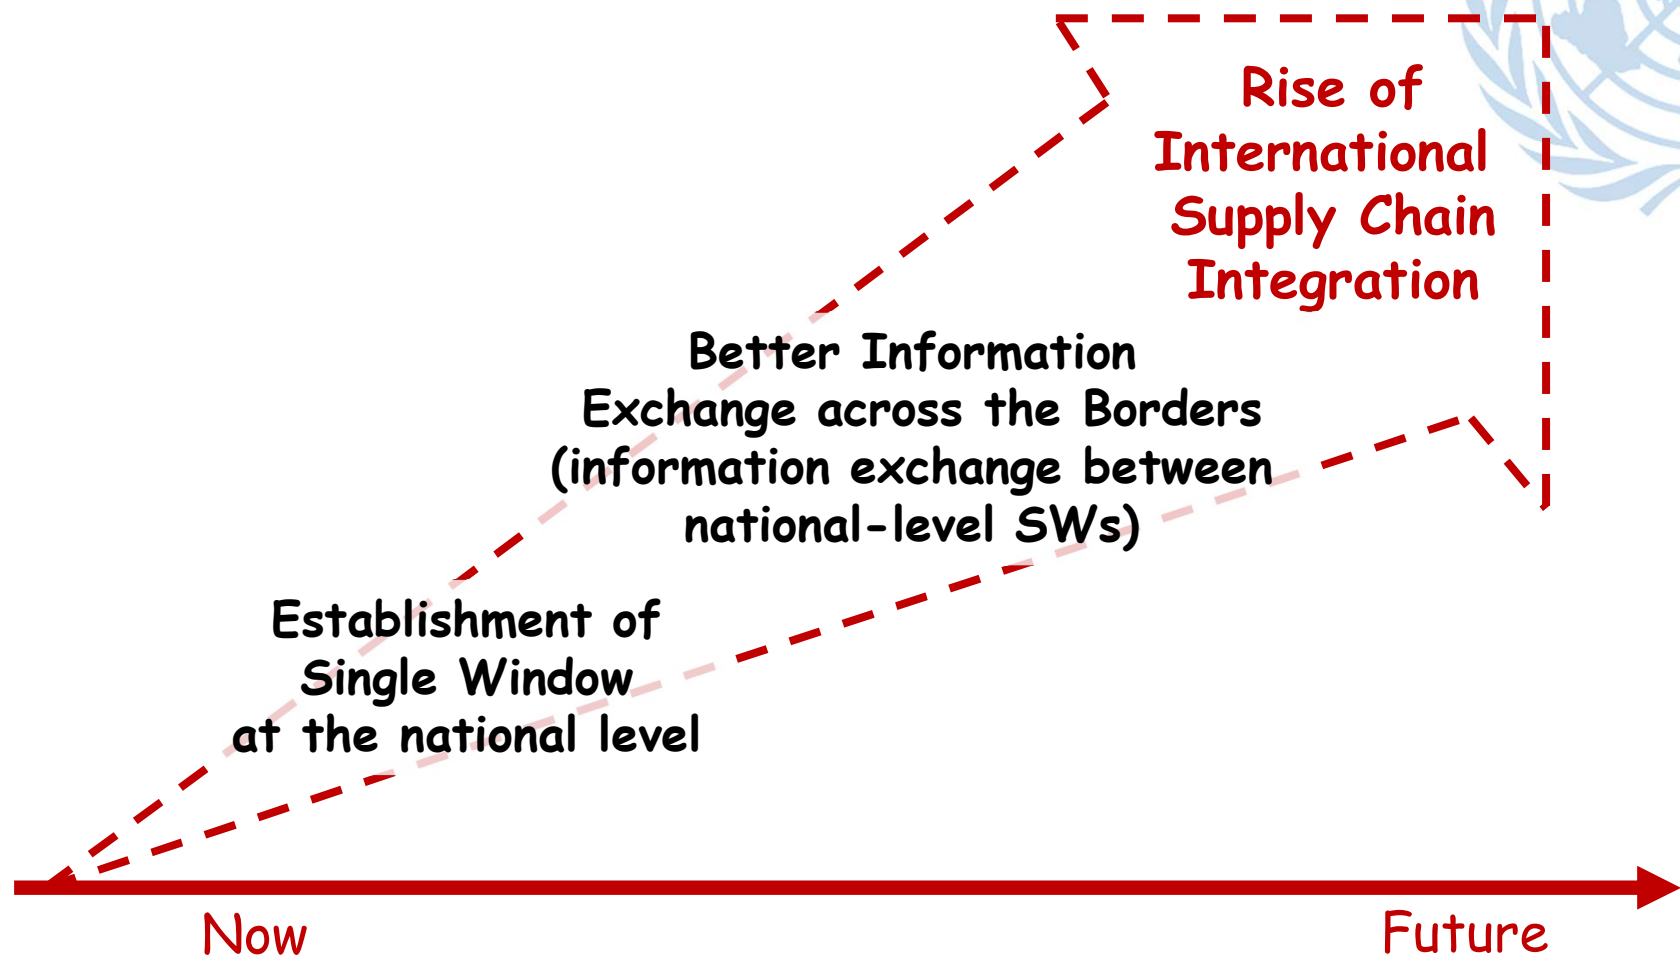 Rise of
International
Supply Chain
Integration
Better Information
Exchange across the Borders
(information exchange between
national-level SWs)
Establishment of
Single Window
at the national level
Now
Future